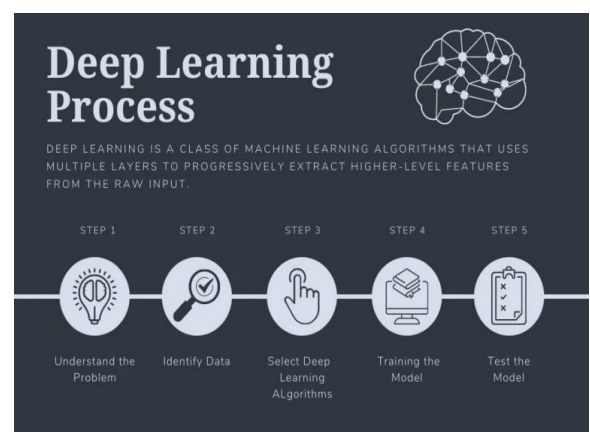 Deep Learning
Process
DEEP LEARNING IS A CLASS OF MACHINE LEARNING ALGORITHMS THAT USES
MULTIPLE LAYERS TO PROGRESSIVELY EXTRACT HIGHER-LEVEL FEATURES
FROM THE RAW INPUT.
STEP 1
STEP 2
STEP 3
STEP 4
STEP 5
Understand the
Problem
Identify Data
Select Deep
Learning
ALgorithms
Training the
Model
Test the
Model